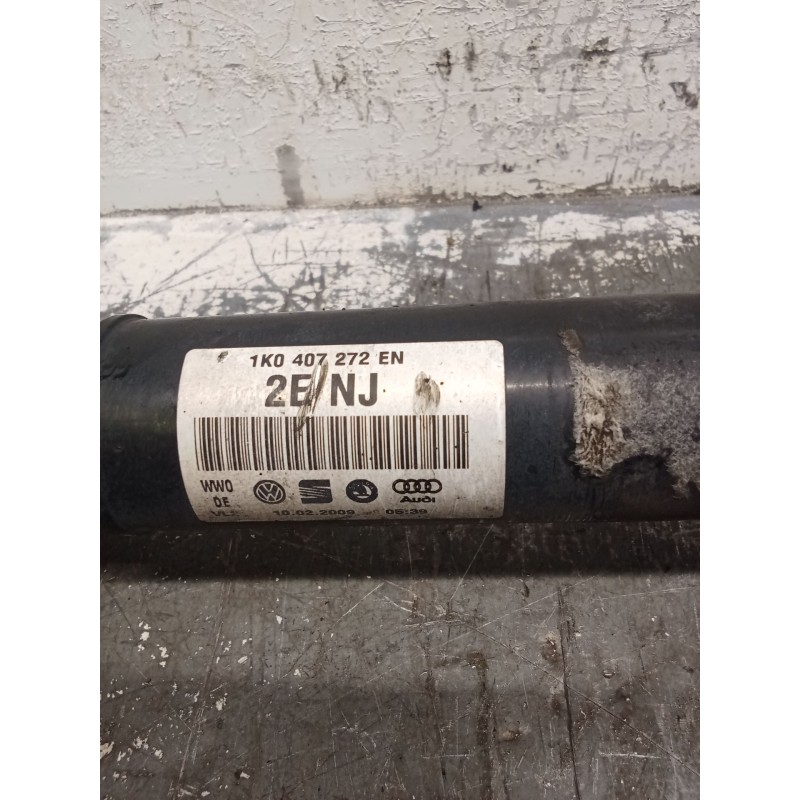 1K0 407 272 EN
2E NJ
WWO
DE
Audi
10.02.2009 05:39